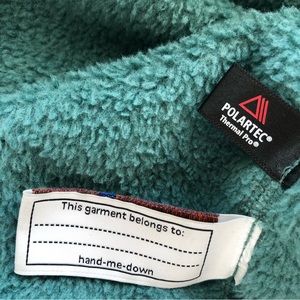 POLARTEC®
Thermal Pro®
This garment belongs to:
hand-me-down